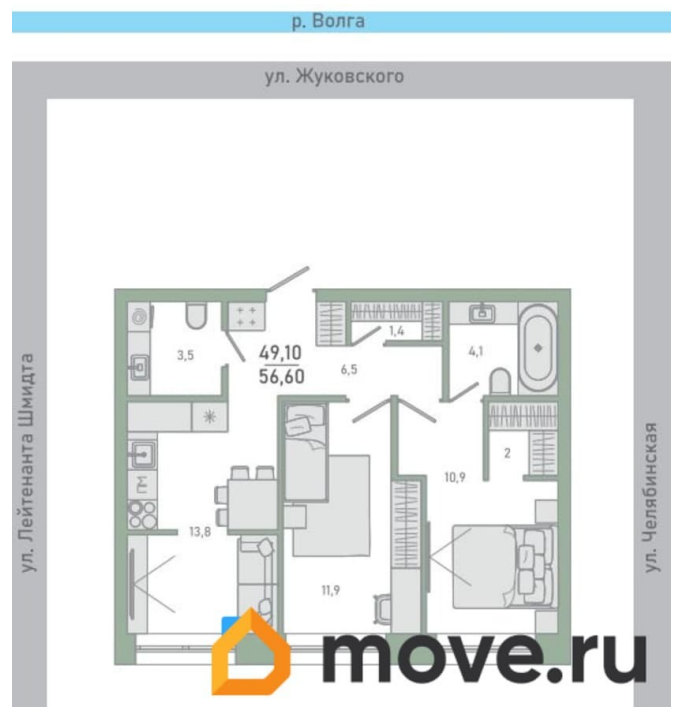 р. Волга
ул. Жуковского
ул. Лейтенанта Шмидта
ул. Челябинская
3,5
49,10
56,60
6,5
1,4
4,1
2
10,9
13,8
11,9
move.ru